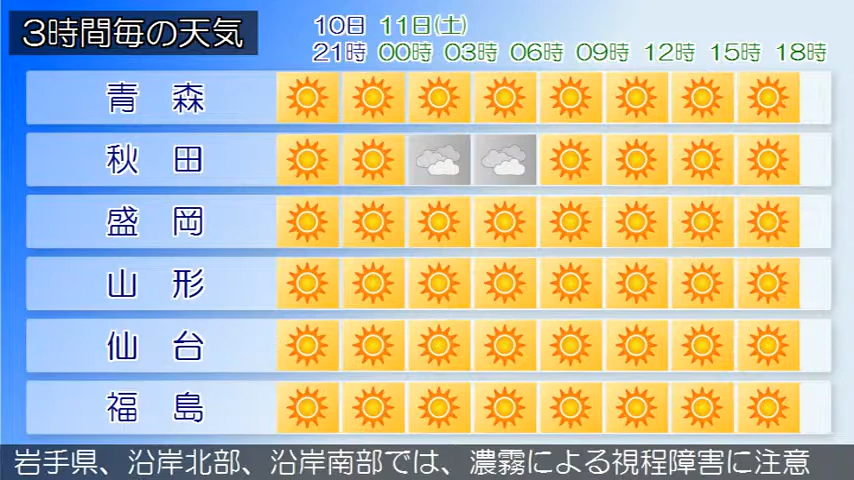 3時間毎の天気
10日 11日(土)
21時 00時 03時 06時 09時 12時 15時 18時
青森
秋田
盛岡
山形
仙台
福島
岩手県、沿岸北部、沿岸南部では、濃霧による視程障害に注意